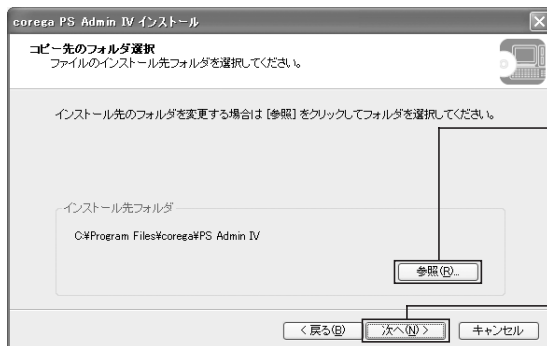 corega PS Admin IV インストール
コピー先のフォルダ選択
ファイルのインストール先フォルダを選択してください。
インストール先のフォルダを変更する場合は [参照] をクリックしてフォルダを選択してください。
インストール先フォルダ
C:¥Program Files¥corega¥PS Admin IV
参照(R)...
< 戻る(B) 次へ(N) > キャンセル